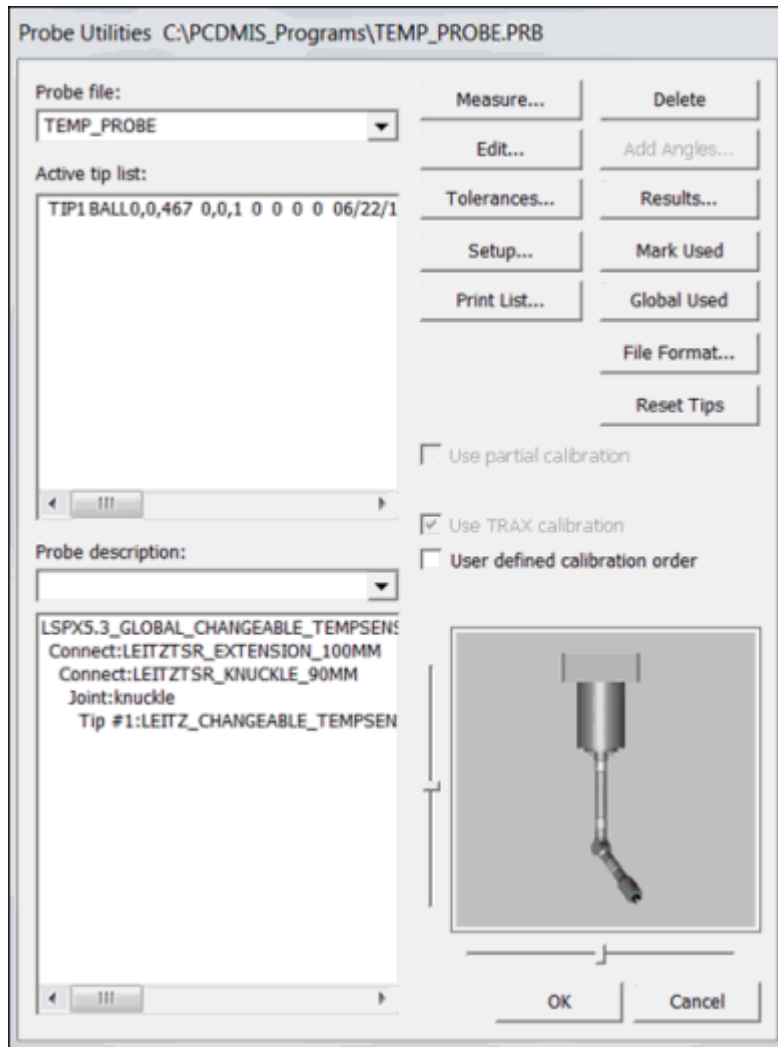 Probe Utilities C:\PCDMIS_Programs\TEMP_PROBE.PRB
Probe file:
TEMP_PROBE
Active tip list:
TIP1 BALL 0,0,467 0,0,1 0 0 0 0 06/22/1
Measure...
Delete
Edit...
Add Angles...
Tolerances...
Results...
Setup...
Mark Used
Print List...
Global Used
File Format...
Reset Tips
Use partial calibration
Use TRAX calibration
User defined calibration order
Probe description:
LSPX5.3_GLOBAL_CHANGEABLE_TEMPSENS
Connect:LEITZTSR_EXTENSION_100MM
Connect:LEITZTSR_KNUCKLE_90MM
Joint:knuckle
Tip #1:LEITZ_CHANGEABLE_TEMPSEN
OK
Cancel